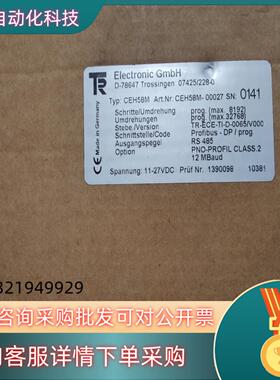 自动化科技
TR
Electronic GmbH
D-78647 Trossingen 07425/228-0
Typ: CEH58M Art.Nr: CEH58M-00027 SN: 0141
Schritte/Umdrehung prog. (max. 8192)
Umdrehungen prog. (max.32768)
Stebe./Version TR-ECE-TI-D-0065/V000
Schnittstelle/Code Profibus - DP / prog
Ausgangspegel RS 485
Option PNO-PROFIL CLASS.2
12 MBaud
Spannung: 11-27VDC Prüf Nr: 1390098 10381
Made in Germany
CE
821949929
咨询采购批发可对公开票
客服详情下单采购